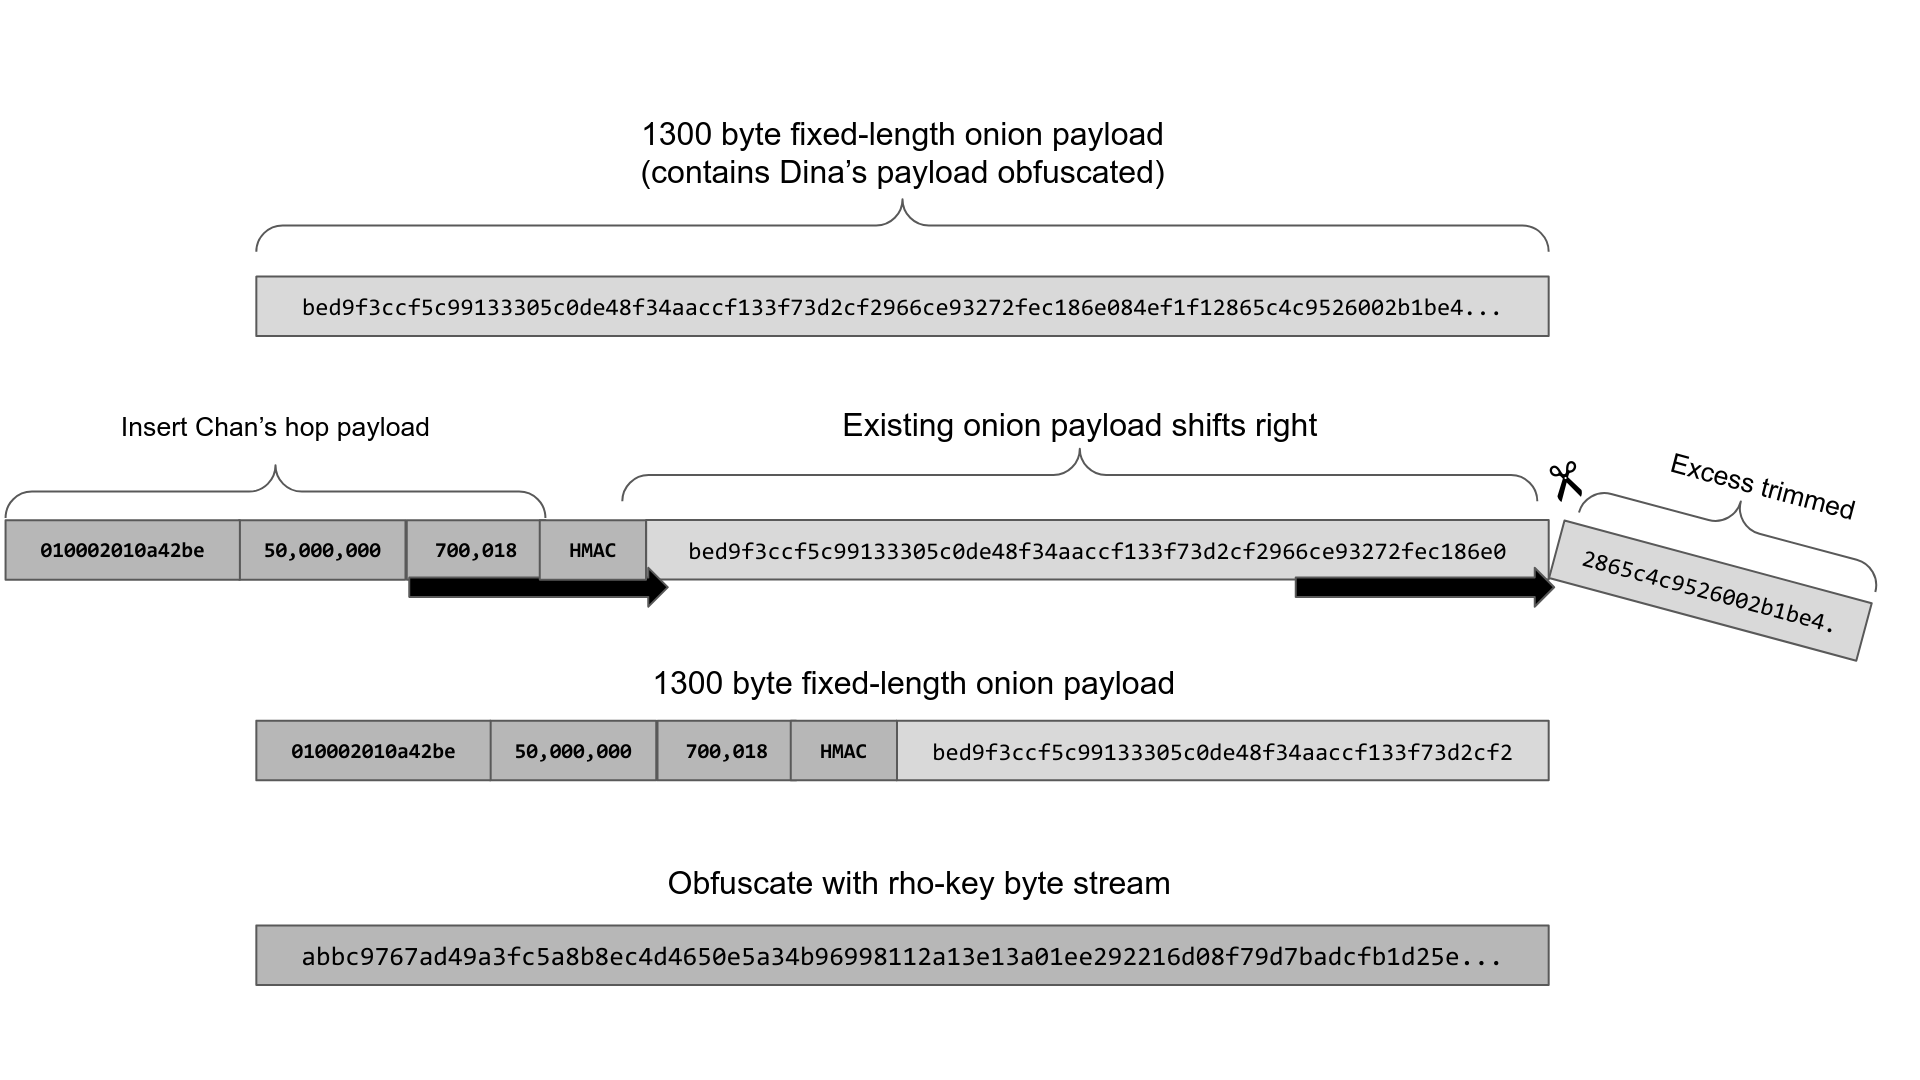 1300 byte fixed-length onion payload
(contains Dina’s payload obfuscated)
bed9f3ccf5c99133305c0de48f34aaccf133f73d2cf2966ce93272fec186e084ef1f12865c4c9526002b1be4...
Insert Chan’s hop payload
Existing onion payload shifts right
Excess trimmed
010002010a42be 50,000,000 700,018 HMAC bed9f3ccf5c99133305c0de48f34aaccf133f73d2cf2966ce93272fec186e0
2865c4c9526002b1be4.
1300 byte fixed-length onion payload
010002010a42be 50,000,000 700,018 HMAC bed9f3ccf5c99133305c0de48f34aaccf133f73d2cf2
Obfuscate with rho-key byte stream
abbc9767ad49a3fc5a8b8ec4d4650e5a34b96998112a13e13a01ee292216d08f79d7badcfb1d25e...